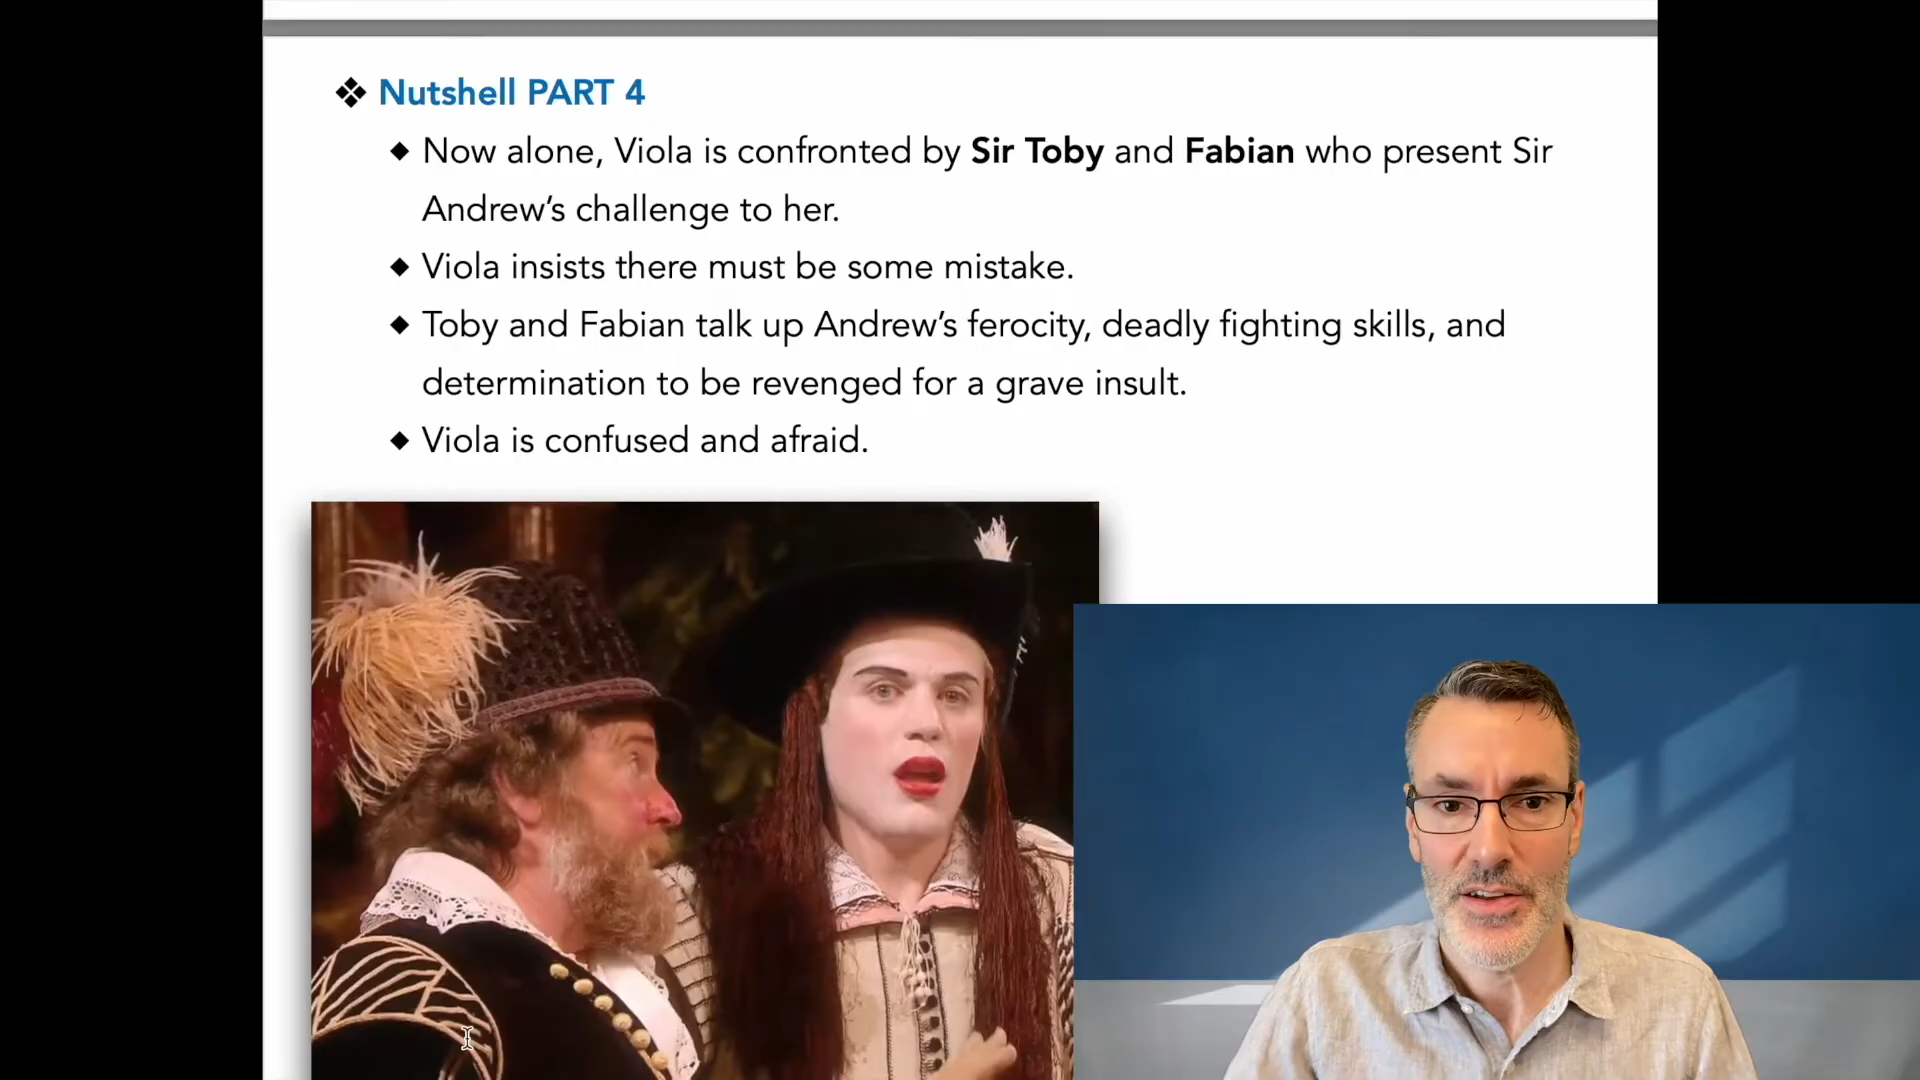 ❖ Nutshell PART 4
◆ Now alone, Viola is confronted by Sir Toby and Fabian who present Sir
Andrew’s challenge to her.
◆ Viola insists there must be some mistake.
◆ Toby and Fabian talk up Andrew’s ferocity, deadly fighting skills, and
determination to be revenged for a grave insult.
◆ Viola is confused and afraid.